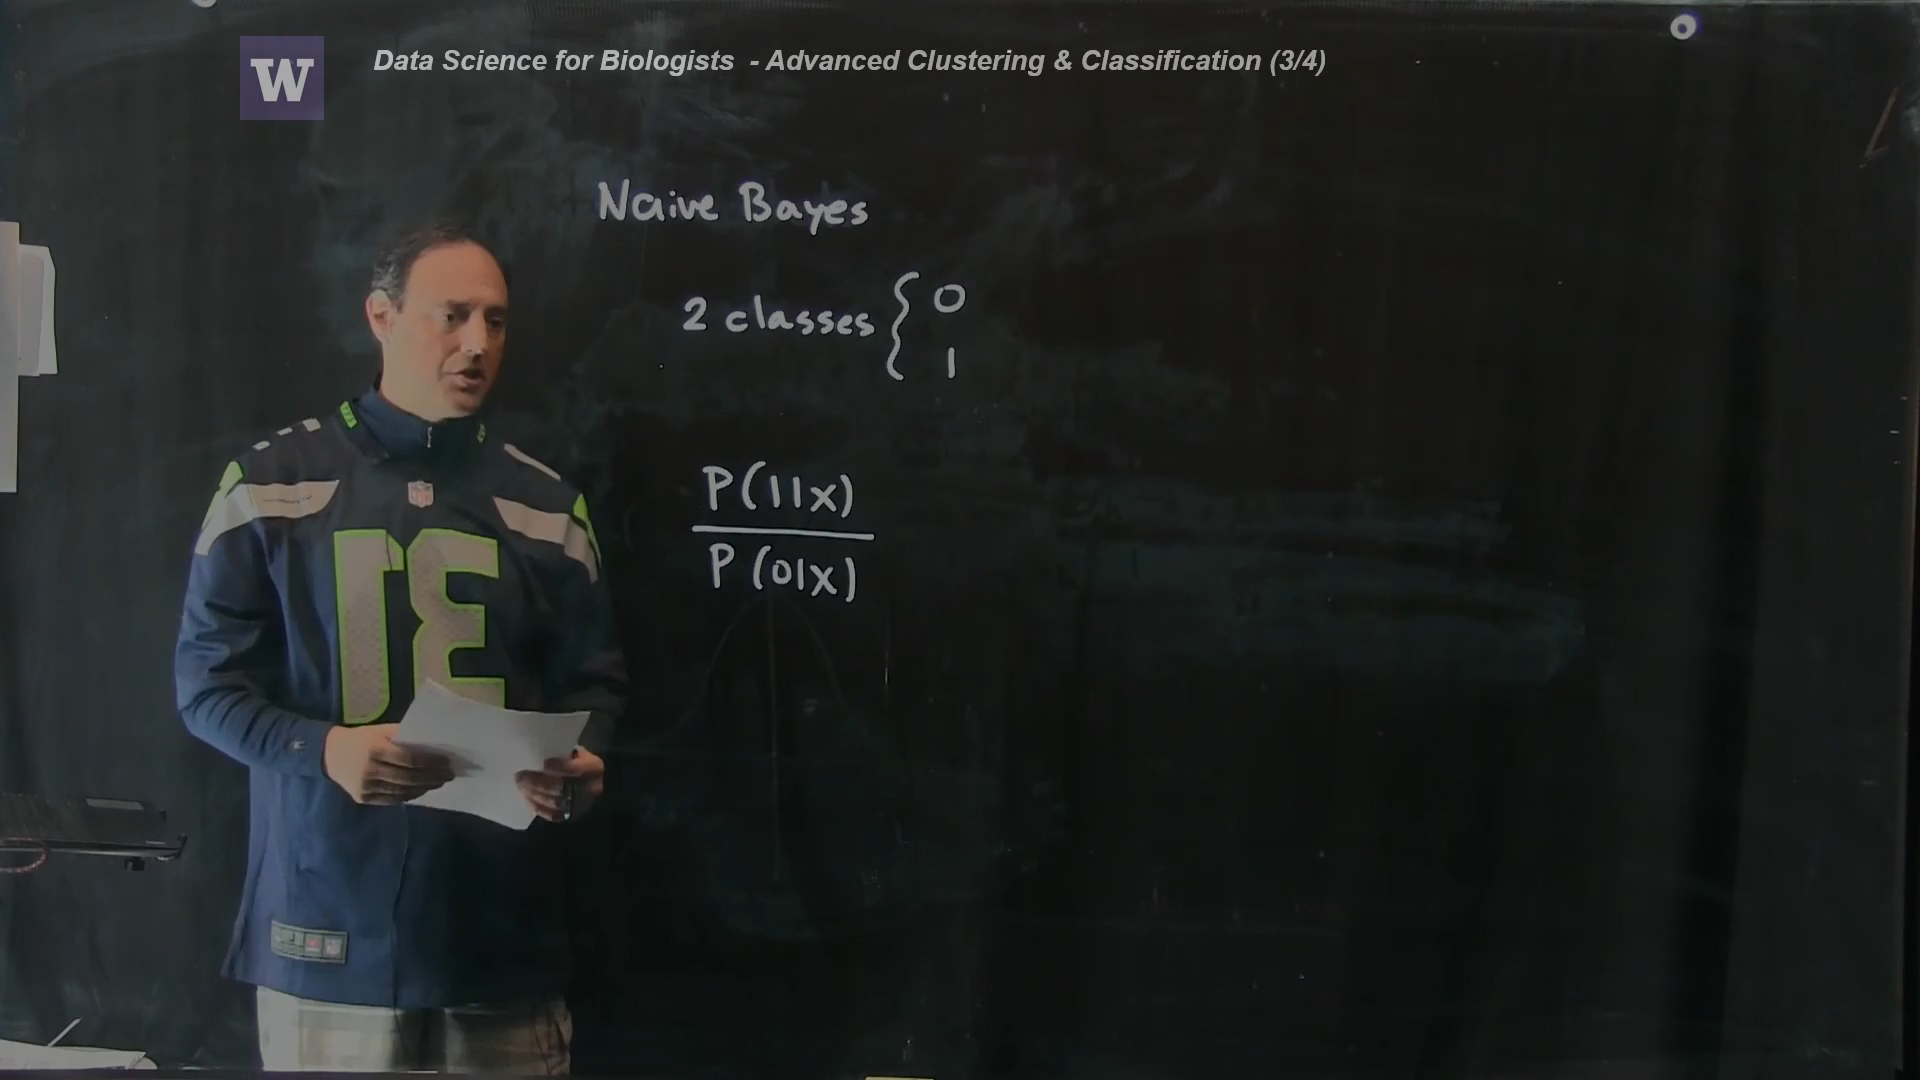 W
Data Science for Biologists - Advanced Clustering & Classification (3/4)
Naive Bayes
2 classes { 0
1
P(1|x)
P(0|x)
31